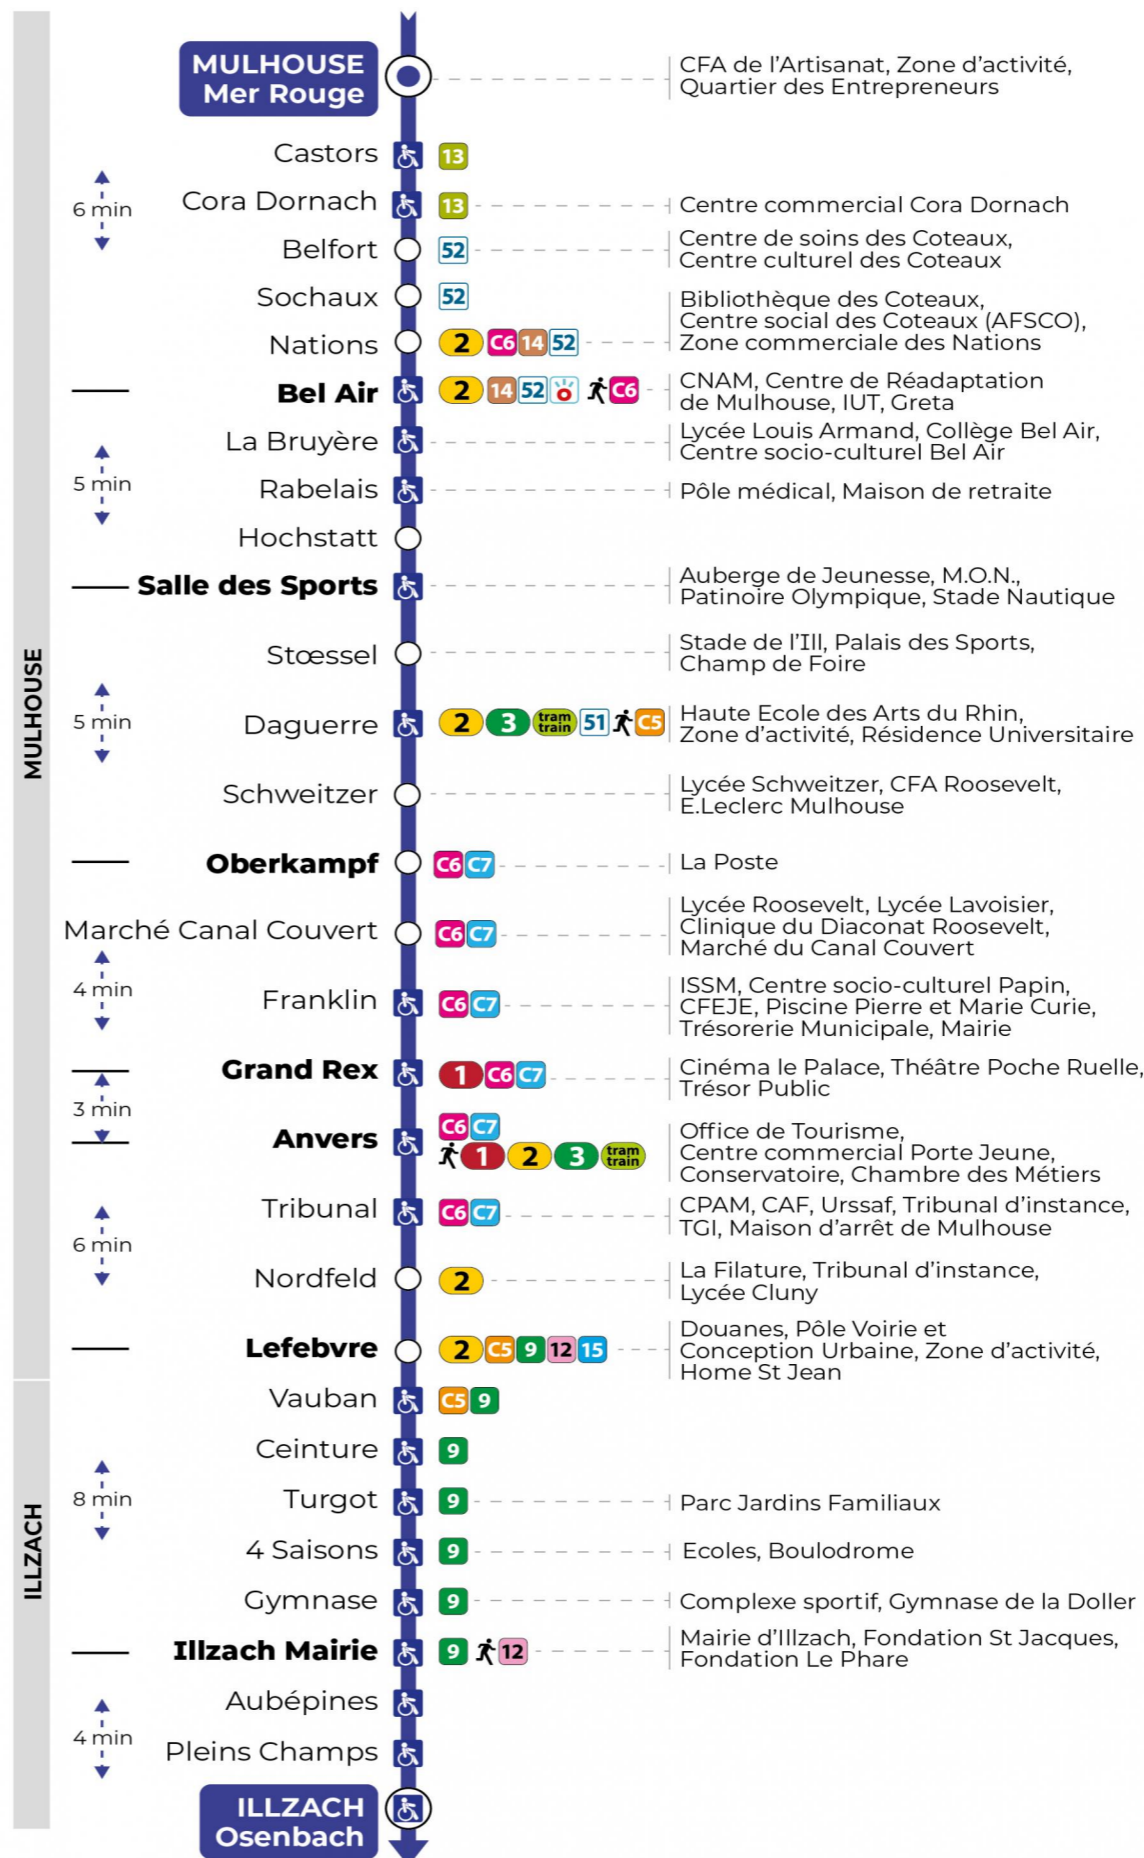 MULHOUSE
Mer Rouge
CFA de l'Artisanat, Zone d'activité,
Quartier des Entrepreneurs
Castors
13
6 min
Cora Dornach
13
Centre commercial Cora Dornach
Belfort
52
Centre de soins des Coteaux,
Centre culturel des Coteaux
Sochaux
52
Nations
2 C6 14 52
Bibliothèque des Coteaux,
Centre social des Coteaux (AFSCO),
Zone commerciale des Nations
Bel Air
2 14 52 C6
CNAM, Centre de Réadaptation
de Mulhouse, IUT, Greta
La Bruyère
Lycée Louis Armand, Collège Bel Air,
Centre socio-culturel Bel Air
5 min
Rabelais
Pôle médical, Maison de retraite
Hochstatt
Salle des Sports
Auberge de Jeunesse, M.O.N.,
Patinoire Olympique, Stade Nautique
MULHOUSE
Stœssel
Stade de l'Ill, Palais des Sports,
Champ de Foire
5 min
Daguerre
2 3 tram train 51 C5
Haute Ecole des Arts du Rhin,
Zone d'activité, Résidence Universitaire
Schweitzer
Lycée Schweitzer, CFA Roosevelt,
E.Leclerc Mulhouse
Oberkampf
C6 C7
La Poste
Marché Canal Couvert
C6 C7
Lycée Roosevelt, Lycée Lavoisier,
Clinique du Diaconat Roosevelt,
Marché du Canal Couvert
4 min
Franklin
C6 C7
ISSM, Centre socio-culturel Papin,
CFEJE, Piscine Pierre et Marie Curie,
Trésorerie Municipale, Mairie
Grand Rex
1 C6 C7
Cinéma le Palace, Théâtre Poche Ruelle,
Trésor Public
3 min
Anvers
C6 C7
1 2 3 tram train
Office de Tourisme,
Centre commercial Porte Jeune,
Conservatoire, Chambre des Métiers
Tribunal
C6 C7
CPAM, CAF, Urssaf, Tribunal d'instance,
TGI, Maison d'arrêt de Mulhouse
6 min
Nordfeld
2
La Filature, Tribunal d'instance,
Lycée Cluny
Lefebvre
2 C5 9 12 15
Douanes, Pôle Voirie et
Conception Urbaine, Zone d'activité,
Home St Jean
Vauban
C5 9
Ceinture
9
8 min
Turgot
9
Parc Jardins Familiaux
ILLZACH
4 Saisons
9
Ecoles, Boulodrome
Gymnase
9
Complexe sportif, Gymnase de la Doller
Illzach Mairie
9 12
Mairie d'Illzach, Fondation St Jacques,
Fondation Le Phare
Aubépines
4 min
Pleins Champs
ILLZACH
Osenbach